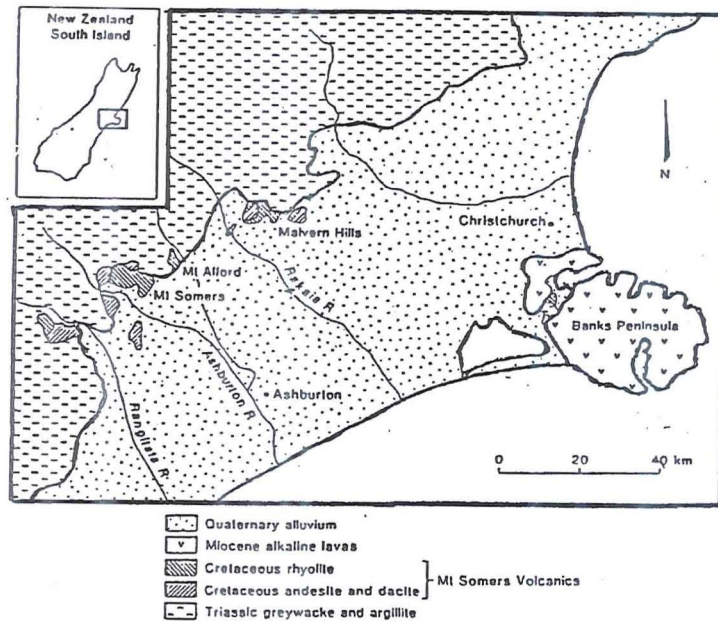 New Zealand
South Island
N
Christchurch
Malvern Hills
Mt Alford
Mt Somers
Rakaia R
Banks Peninsula
Ashburton R
Ashburton
Rangitata R
0 20 40 km
Quaternary alluvium
Miocene alkaline lavas
Cretaceous rhyolite
Mt Somers Volcanics
Cretaceous andesite and dacite
Triassic greywacke and argillite